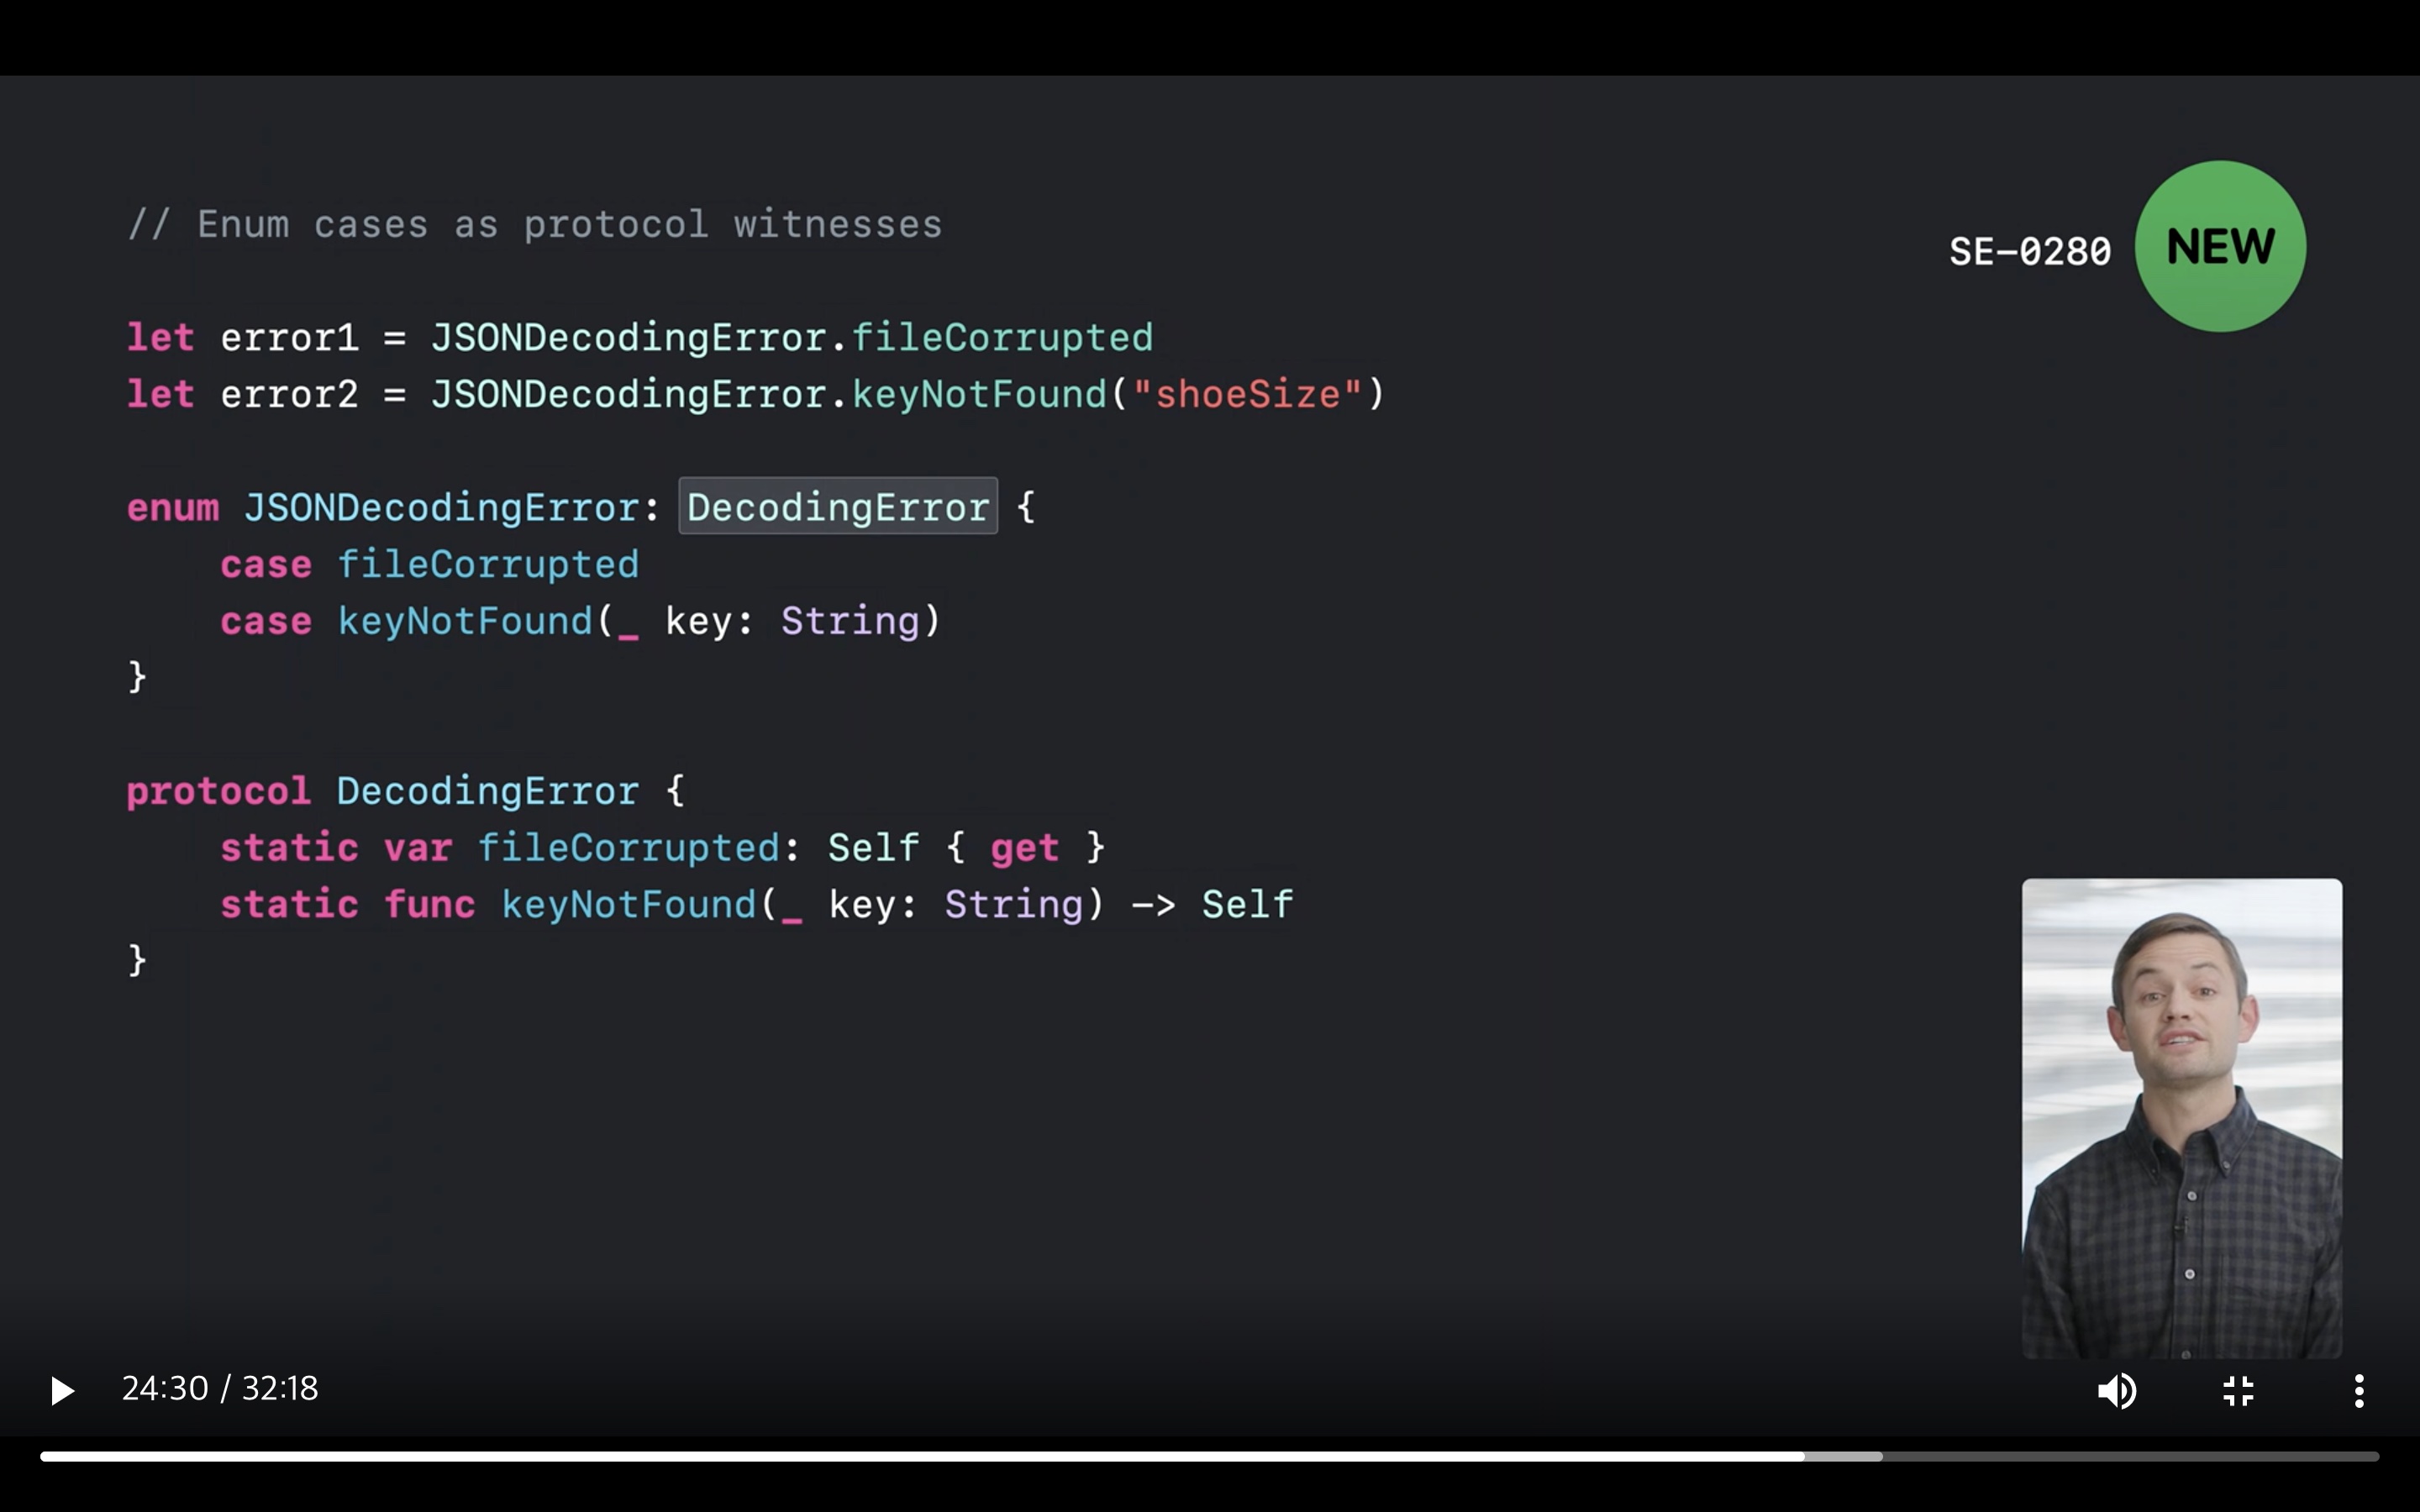 // Enum cases as protocol witnesses
SE-0280
NEW
let error1 = JSONDecodingError.fileCorrupted
let error2 = JSONDecodingError.keyNotFound("shoeSize")
enum JSONDecodingError: DecodingError {
    case fileCorrupted
    case keyNotFound(_ key: String)
}
protocol DecodingError {
    static var fileCorrupted: Self { get }
    static func keyNotFound(_ key: String) -> Self
}
24:30 / 32:18